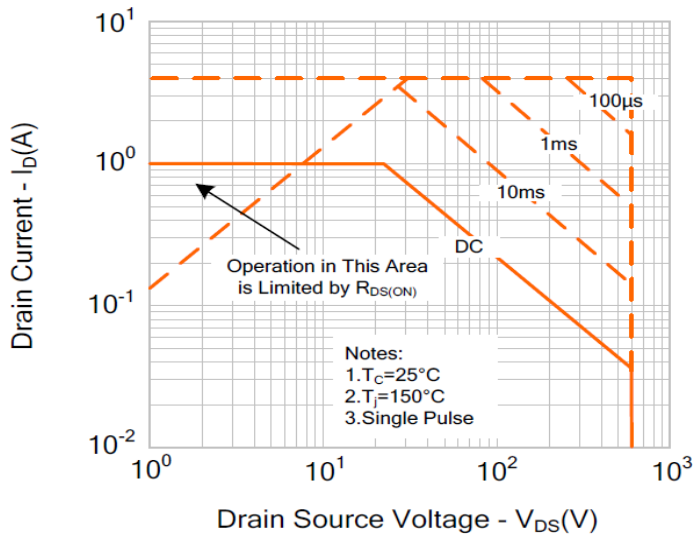 Drain Current - I_D(A)
10¹
10⁰
10⁻¹
10⁻²
100µs
1ms
10ms
DC
Operation in This Area
is Limited by R_DS(ON)
Notes:
1.T_C=25°C
2.T_j=150°C
3.Single Pulse
10⁰
10¹
10²
10³
Drain Source Voltage - V_DS(V)